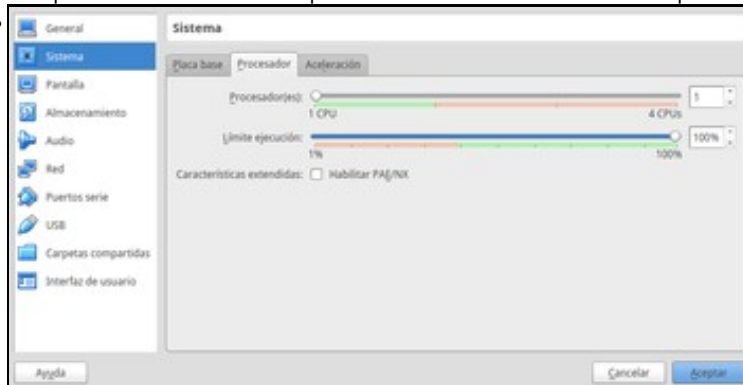 General
Sistema
Pantalla
Almacenamiento
Audio
Red
Puertos serie
USB
Carpetas compartidas
Interfaz de usuario
Sistema
Placa base Procesador Aceleración
Procesador(es): 1
1 CPU 4 CPUs
Límite ejecución: 100%
1% 100%
Características extendidas: Habilitar PAE/NX
Ayuda Cancelar Aceptar